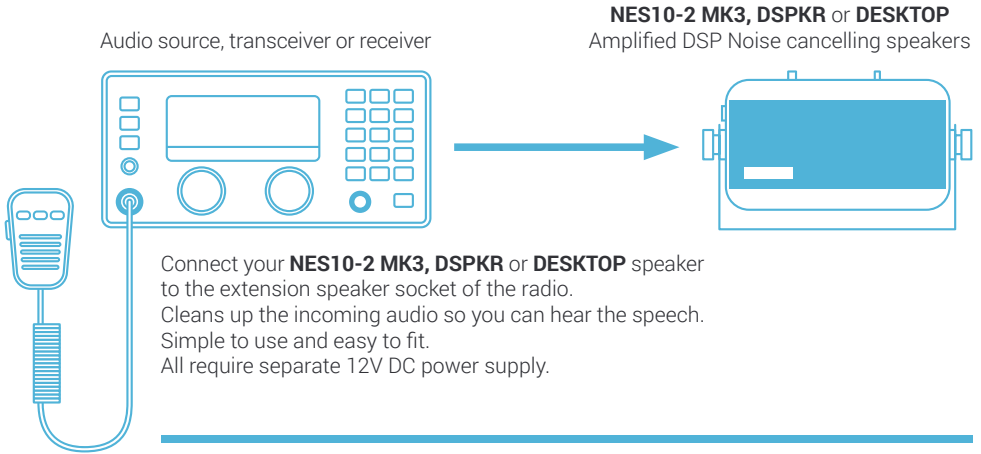 NES10-2 MK3, DSPKR or DESKTOP
Audio source, transceiver or receiver
Amplified DSP Noise cancelling speakers
Connect your NES10-2 MK3, DSPKR or DESKTOP speaker
to the extension speaker socket of the radio.
Cleans up the incoming audio so you can hear the speech.
Simple to use and easy to fit.
All require separate 12V DC power supply.